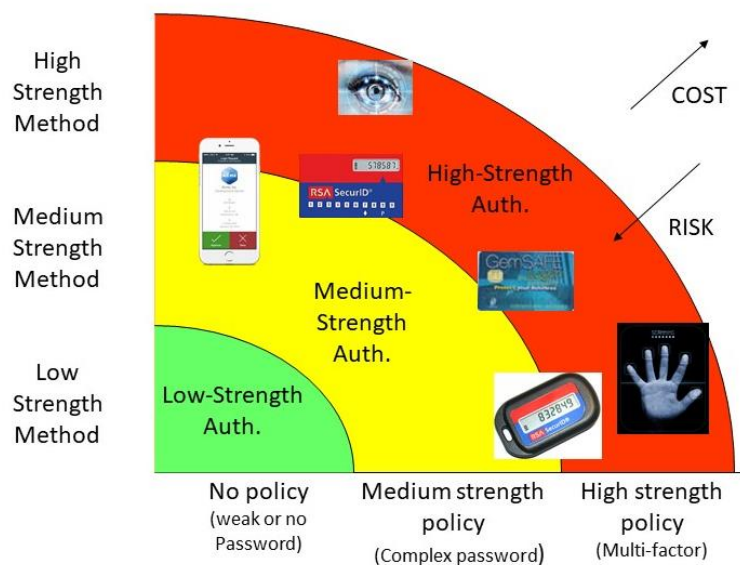 High
Strength
Method
COST
578587
RSA SecurID®
High-Strength
Auth.
Medium
Strength
Method
RISK
GemSAFE
Medium-
Strength
Auth.
Low
Strength
Method
Low-Strength
Auth.
832849
RSA SecurID®
No policy
(weak or no
Password)
Medium strength
policy
(Complex password)
High strength
policy
(Multi-factor)